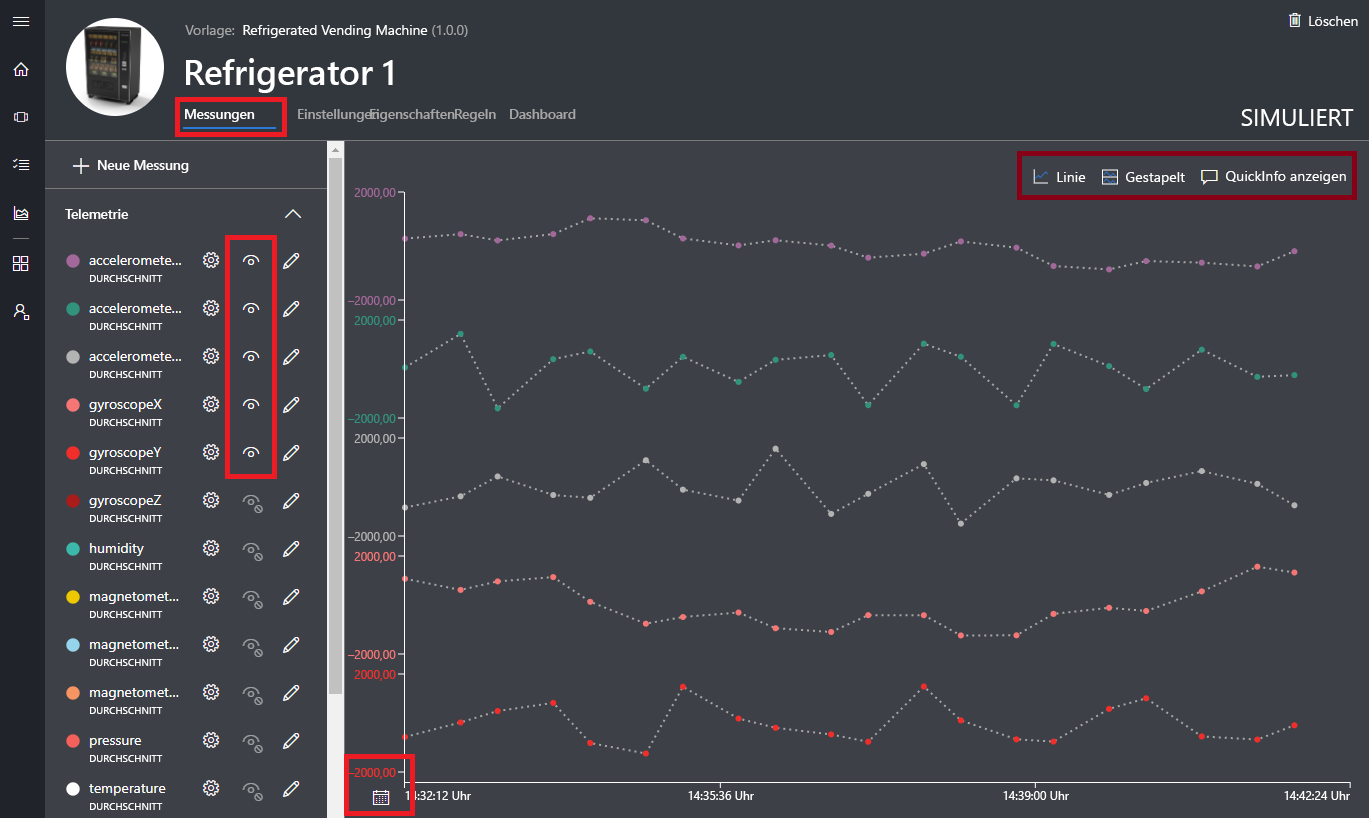 Vorlage: Refrigerated Vending Machine (1.0.0)
Löschen
Refrigerator 1
Messungen Einstellungen Eigenschaften Regeln Dashboard
SIMULIERT
Neue Messung
Linie Gestapelt QuickInfo anzeigen
Telemetrie
acceleromete...
DURCHSCHNITT
acceleromete...
DURCHSCHNITT
acceleromete...
DURCHSCHNITT
gyroscopeX
DURCHSCHNITT
gyroscopeY
DURCHSCHNITT
gyroscopeZ
DURCHSCHNITT
humidity
DURCHSCHNITT
magnetomet...
DURCHSCHNITT
magnetomet...
DURCHSCHNITT
magnetomet...
DURCHSCHNITT
pressure
DURCHSCHNITT
temperature
DURCHSCHNITT
2000,00
–2000,00
2000,00
–2000,00
2000,00
–2000,00
2000,00
–2000,00
2000,00
–2000,00
14:32:12 Uhr 14:35:36 Uhr 14:39:00 Uhr 14:42:24 Uhr